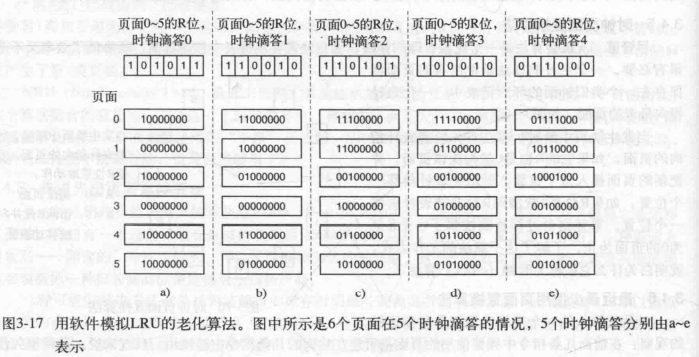 页面0~5的R位, 页面0~5的R位, 页面0~5的R位, 页面0~5的R位, 页面0~5的R位,
时钟滴答0 时钟滴答1 时钟滴答2 时钟滴答3 时钟滴答4
1 0 1 0 1 1 1 1 0 0 1 0 1 1 0 1 0 1 1 0 0 0 1 0 0 1 1 0 0 0
页面
0 10000000 11000000 11100000 11110000 01111000
1 00000000 10000000 11000000 01100000 10110000
2 10000000 01000000 00100000 00010000 10001000
3 00000000 00000000 10000000 01000000 00100000
4 10000000 11000000 01100000 10110000 01011000
5 10000000 01000000 10100000 01010000 00101000
a) b) c) d) e)
图3-17 用软件模拟LRU的老化算法。图中所示是6个页面在5个时钟滴答的情况，5个时钟滴答分别由a~e
表示